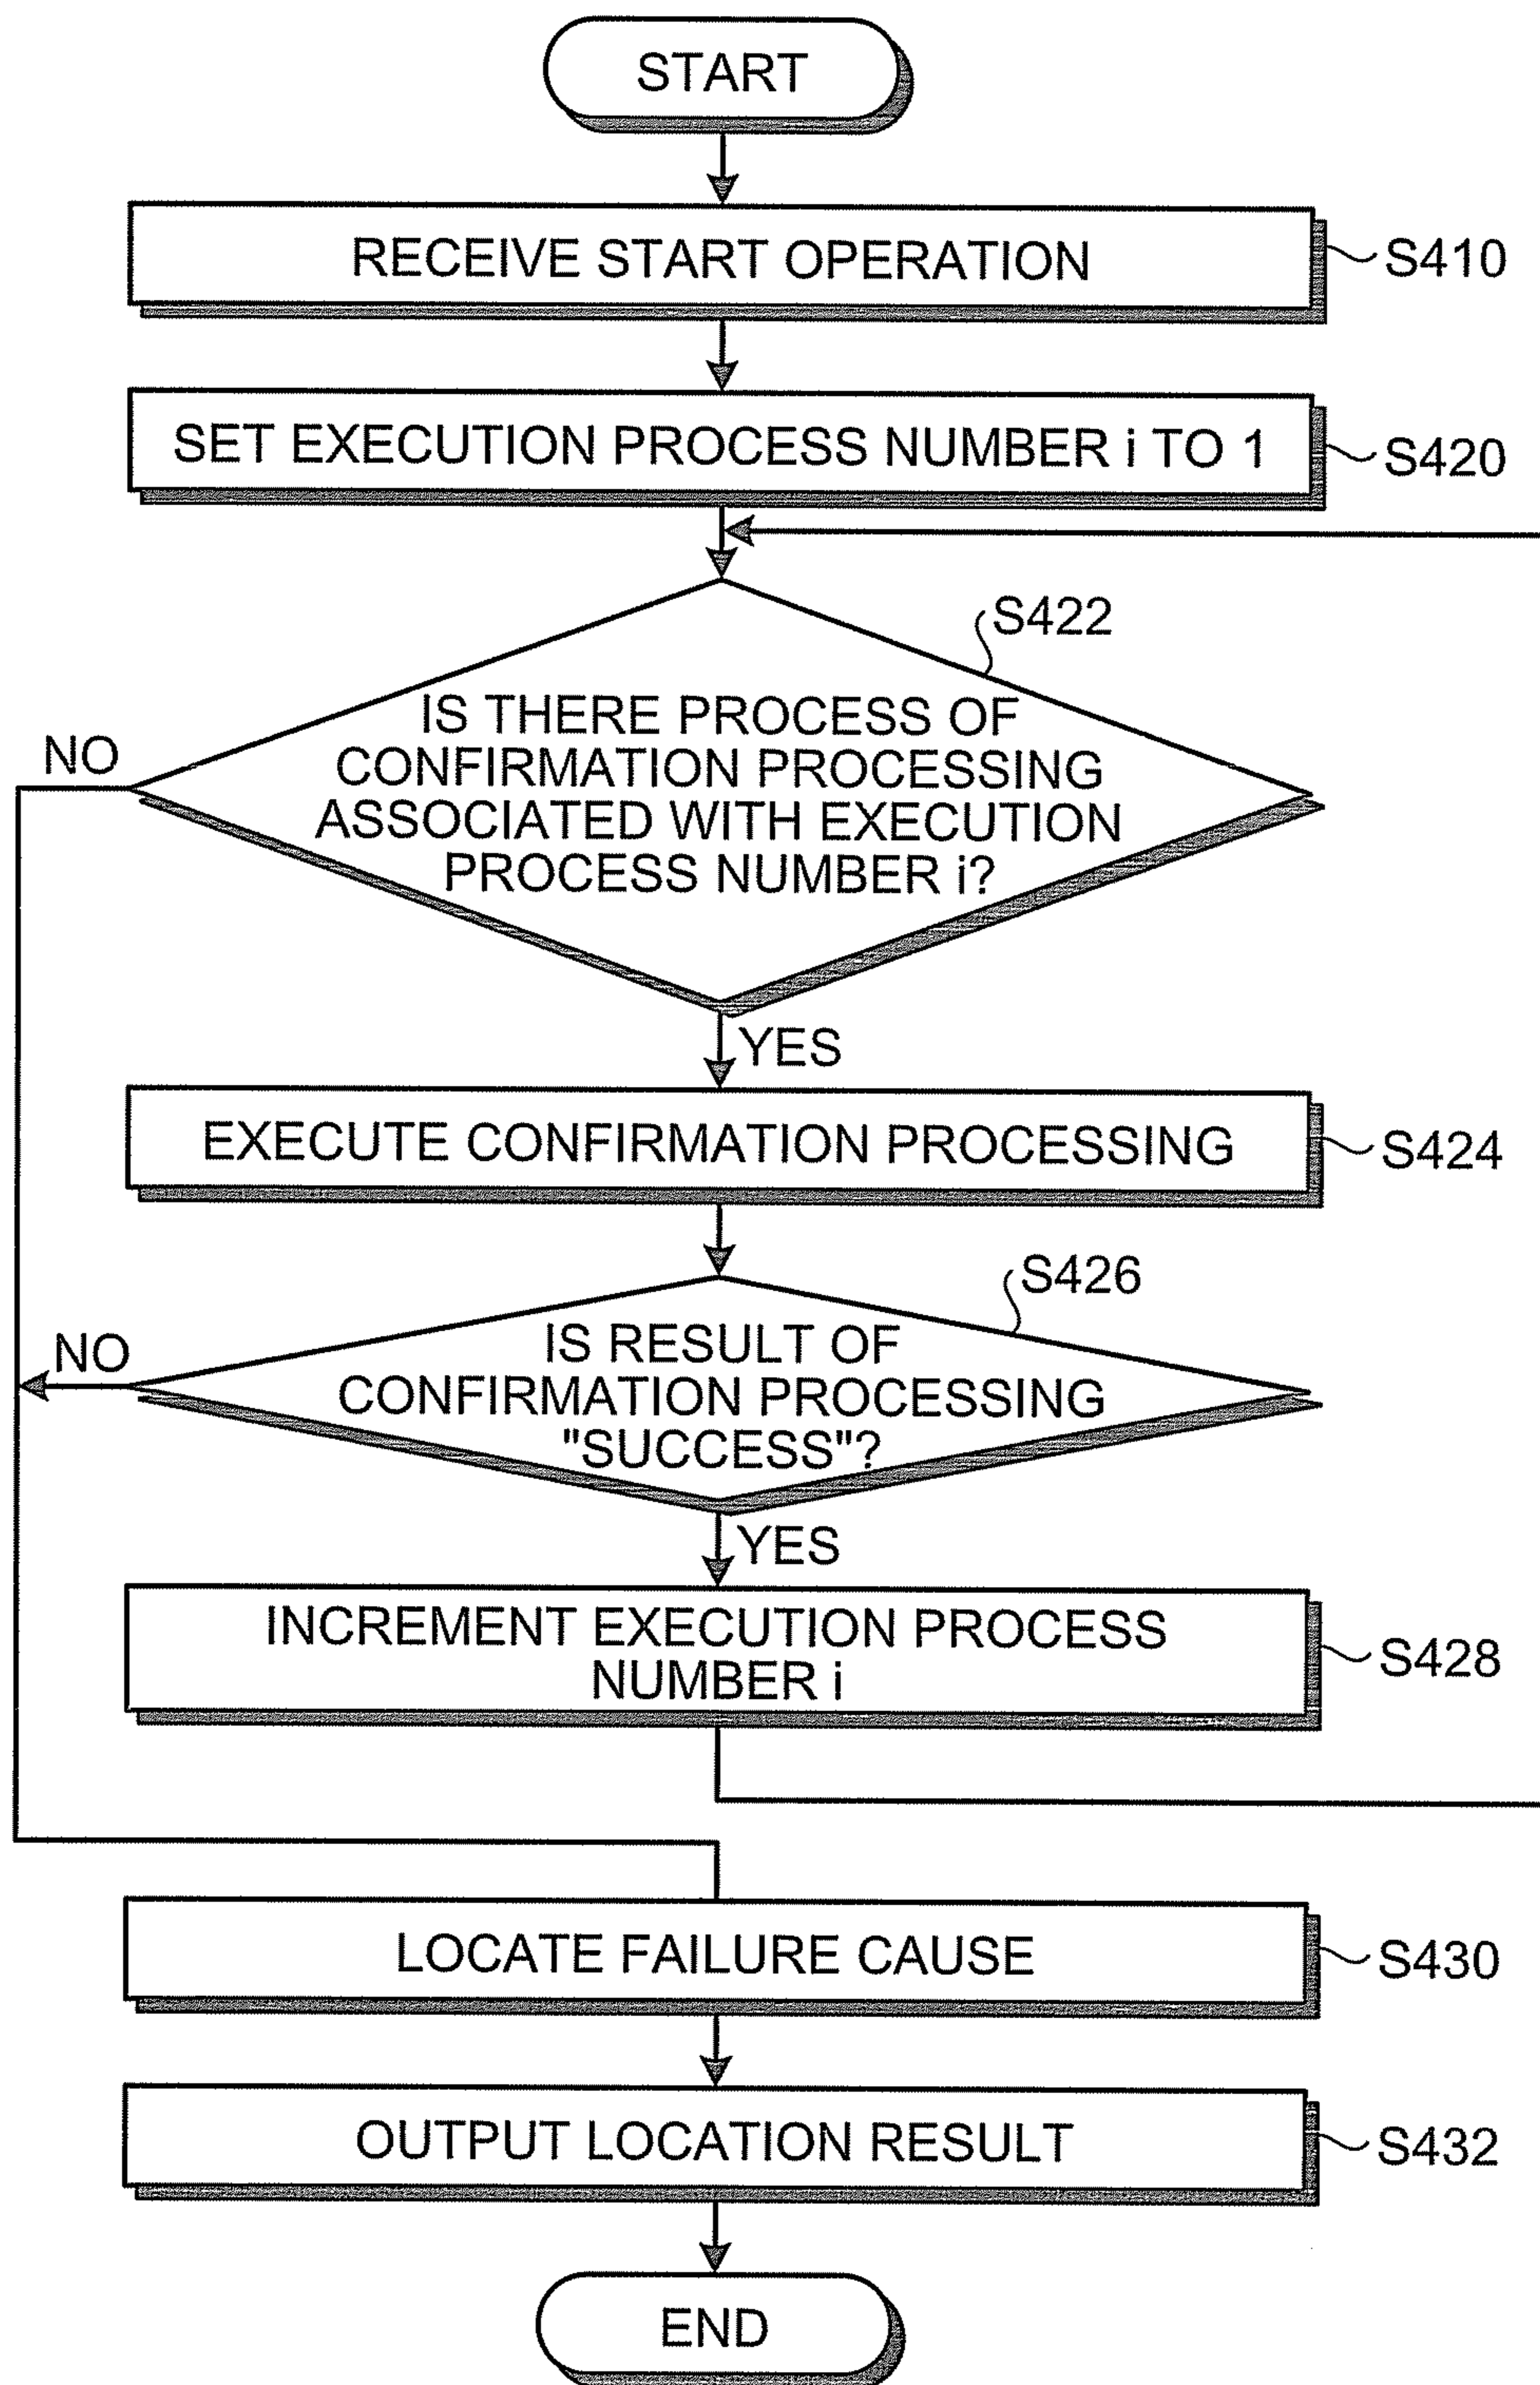 START
RECEIVE START OPERATION
S410
SET EXECUTION PROCESS NUMBER i TO 1
S420
S422
IS THERE PROCESS OF
CONFIRMATION PROCESSING
ASSOCIATED WITH EXECUTION
PROCESS NUMBER i?
NO
YES
EXECUTE CONFIRMATION PROCESSING
S424
S426
IS RESULT OF
CONFIRMATION PROCESSING
"SUCCESS"?
NO
YES
INCREMENT EXECUTION PROCESS
NUMBER i
S428
LOCATE FAILURE CAUSE
S430
OUTPUT LOCATION RESULT
S432
END